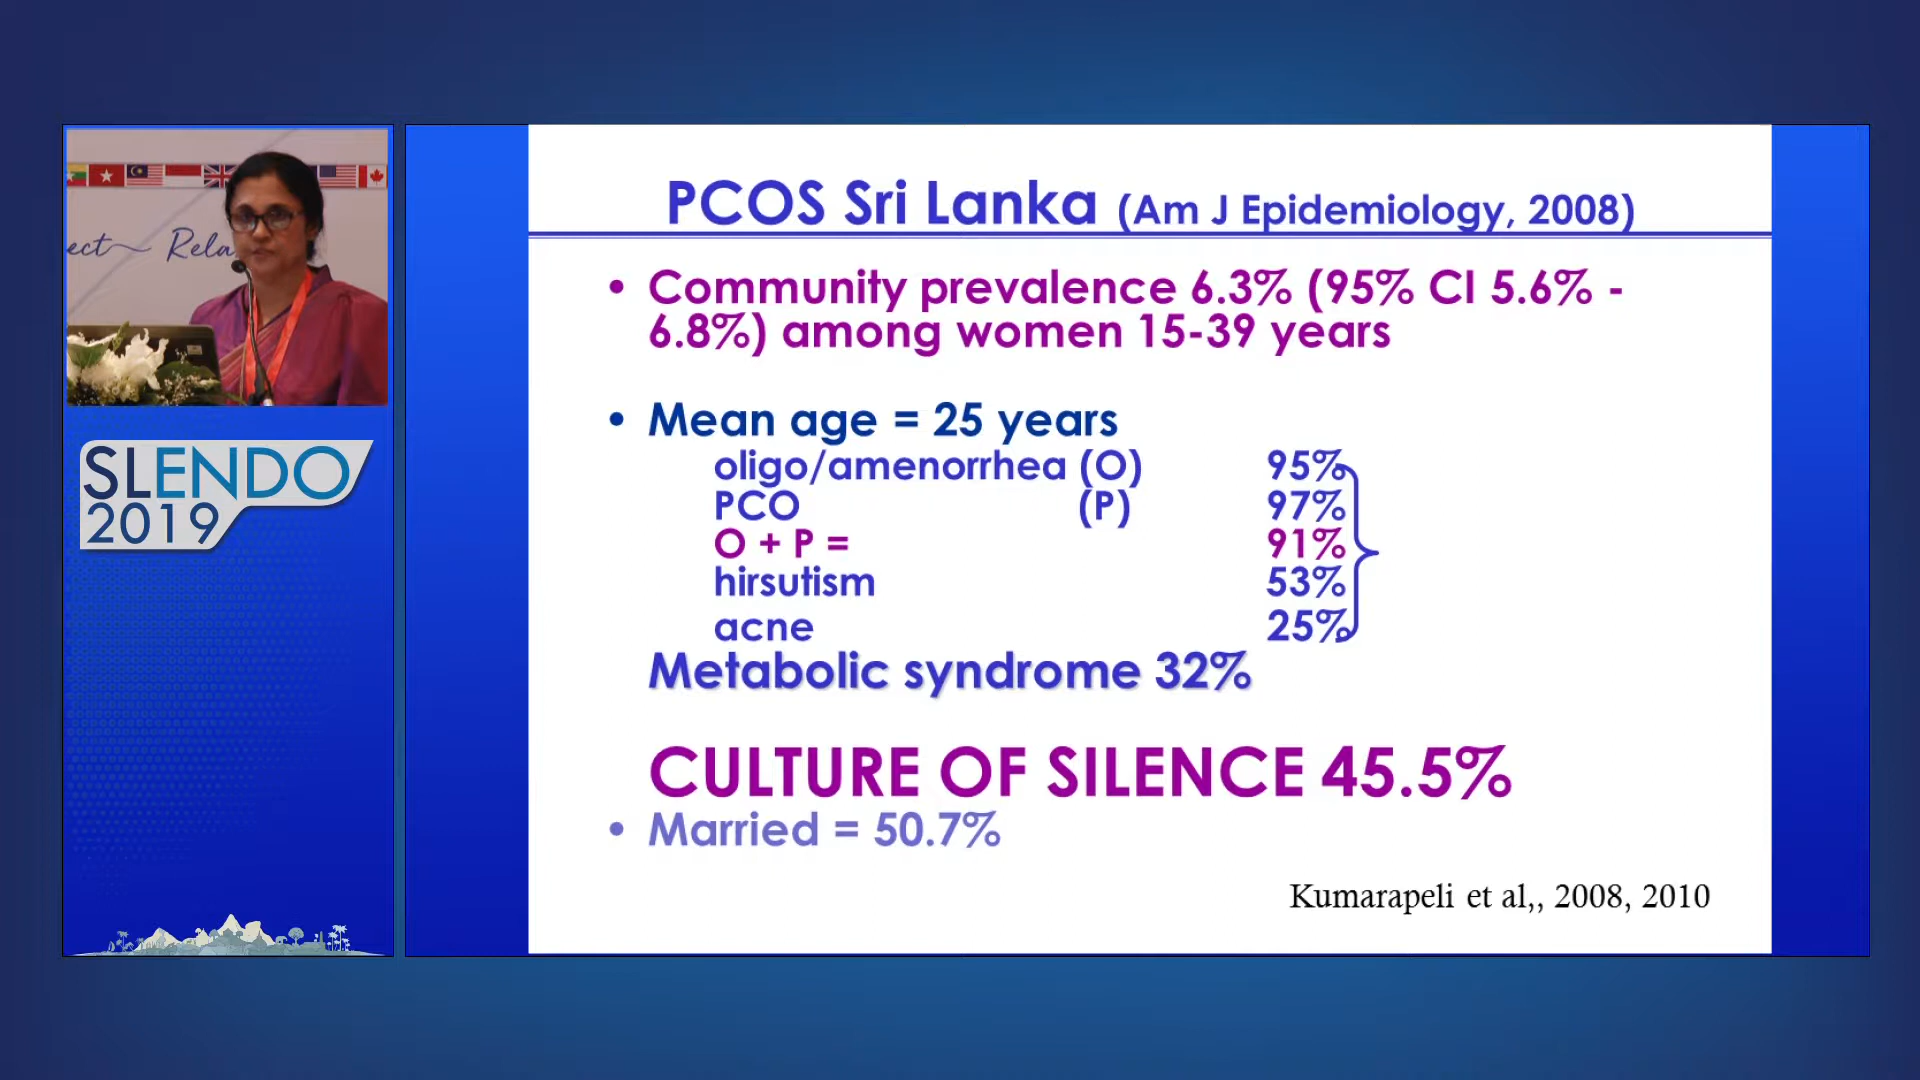 ect Rela
SLENDO
2019
PCOS Sri Lanka (Am J Epidemiology, 2008)
• Community prevalence 6.3% (95% CI 5.6% -
6.8%) among women 15-39 years
• Mean age = 25 years
oligo/amenorrhea (O) 95%
PCO (P) 97%
O + P = 91%
hirsutism 53%
acne 25%
Metabolic syndrome 32%
CULTURE OF SILENCE 45.5%
• Married = 50.7%
Kumarapeli et al,, 2008, 2010